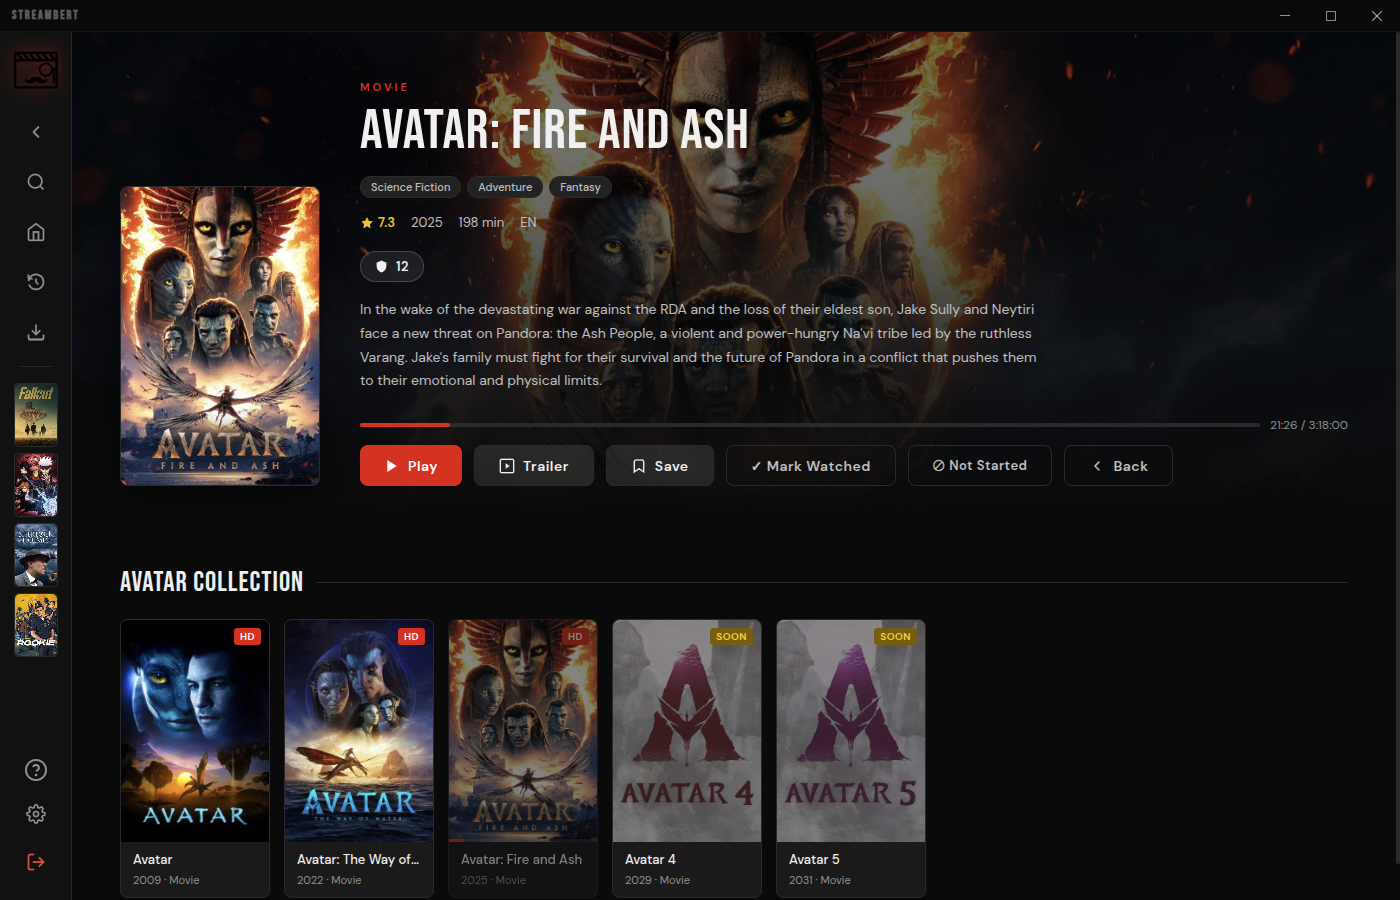 STREAMBERT
MOVIE
AVATAR: FIRE AND ASH
Science Fiction Adventure Fantasy
7.3 2025 198 min EN
12
In the wake of the devastating war against the RDA and the loss of their eldest son, Jake Sully and Neytiri
face a new threat on Pandora: the Ash People, a violent and power-hungry Na'vi tribe led by the ruthless
Varang. Jake's family must fight for their survival and the future of Pandora in a conflict that pushes them
to their emotional and physical limits.
21:26 / 3:18:00
Play Trailer Save ✓ Mark Watched Not Started Back
AVATAR
FIRE AND ASH
Fallout
ROOKIE
AVATAR COLLECTION
HD HD HD SOON SOON
AVATAR
AVATAR
THE WAY OF WATER
AVATAR
FIRE AND ASH
AVATAR 4
AVATAR 5
Avatar Avatar: The Way of... Avatar: Fire and Ash Avatar 4 Avatar 5
2009 · Movie 2022 · Movie 2025 · Movie 2029 · Movie 2031 · Movie